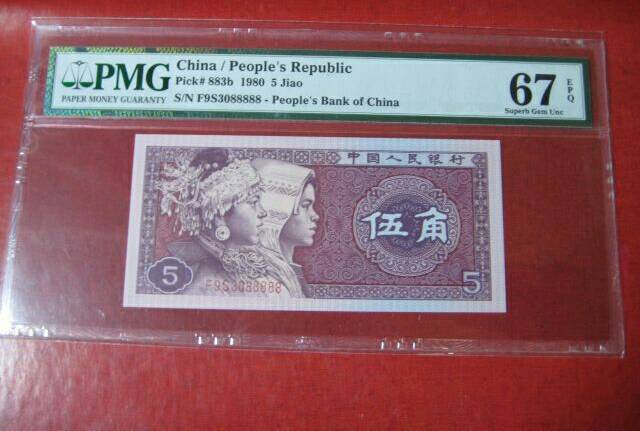 PMG
PAPER MONEY GUARANTY
China / People's Republic
Pick# 883b 1980 5 Jiao
S/N F9S3088888 - People's Bank of China
67 EPQ
Superb Gem Unc
中国人民银行
伍角
5
F9S3088888
5